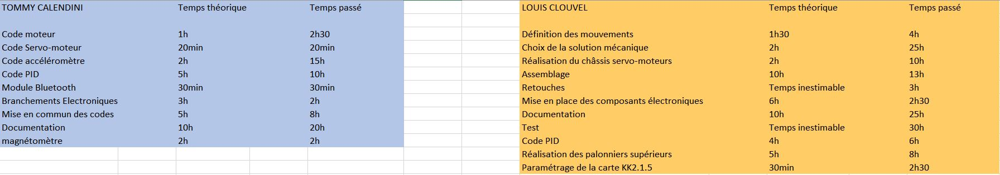 TOMMY CALENDINI Temps théorique Temps passé
Code moteur 1h 2h30
Code Servo-moteur 20min 20min
Code accéléromètre 2h 15h
Code PID 5h 10h
Module Bluetooth 30min 30min
Branchements Electroniques 3h 2h
Mise en commun des codes 5h 8h
Documentation 10h 20h
magnétomètre 2h 2h
LOUIS CLOUVEL Temps théorique Temps passé
Définition des mouvements 1h30 4h
Choix de la solution mécanique 2h 25h
Réalisation du châssis servo-moteurs 2h 10h
Assemblage 10h 13h
Retouches Temps inestimable 3h
Mise en place des composants électroniques 6h 2h30
Documentation 10h 25h
Test Temps inestimable 30h
Code PID 4h 6h
Réalisation des palonniers supérieurs 5h 8h
Paramétrage de la carte KK2.1.5 30min 2h30